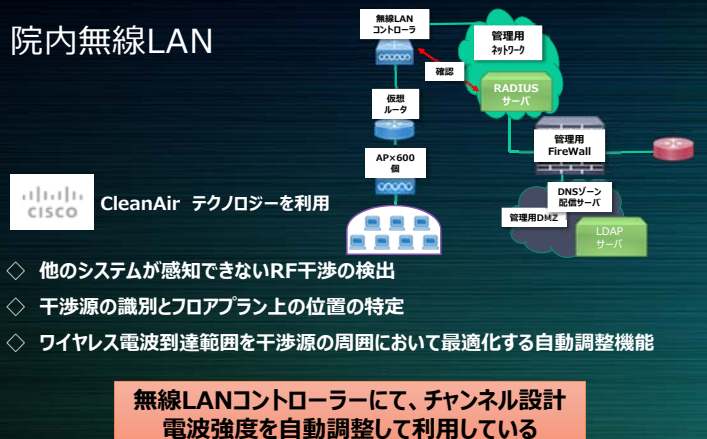 院内無線LAN
無線LAN
コントローラ
管理用
ネットワーク
確認
RADIUS
サーバ
仮想
ルータ
管理用
FireWall
AP×600
個
DNSゾーン
配信サーバ
管理用DMZ
LDAP
サーバ
CISCO
CleanAir テクノロジーを利用
◇ 他のシステムが感知できないRF干渉の検出
◇ 干渉源の識別とフロアプラン上の位置の特定
◇ ワイヤレス電波到達範囲を干渉源の周囲において最適化する自動調整機能
無線LANコントローラーにて、チャンネル設計
電波強度を自動調整して利用している